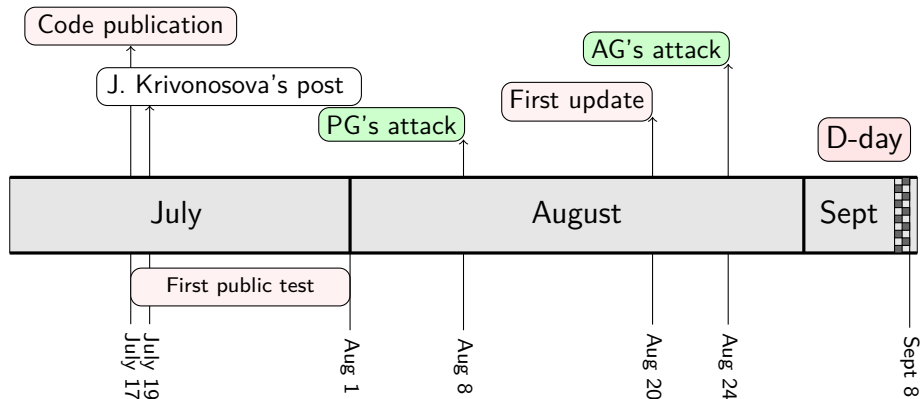 Code publication
AG's attack
J. Krivonosova's post
First update
PG's attack
D-day
July
August
Sept
First public test
July 17
July 19
Aug 1
Aug 8
Aug 20
Aug 24
Sept 8